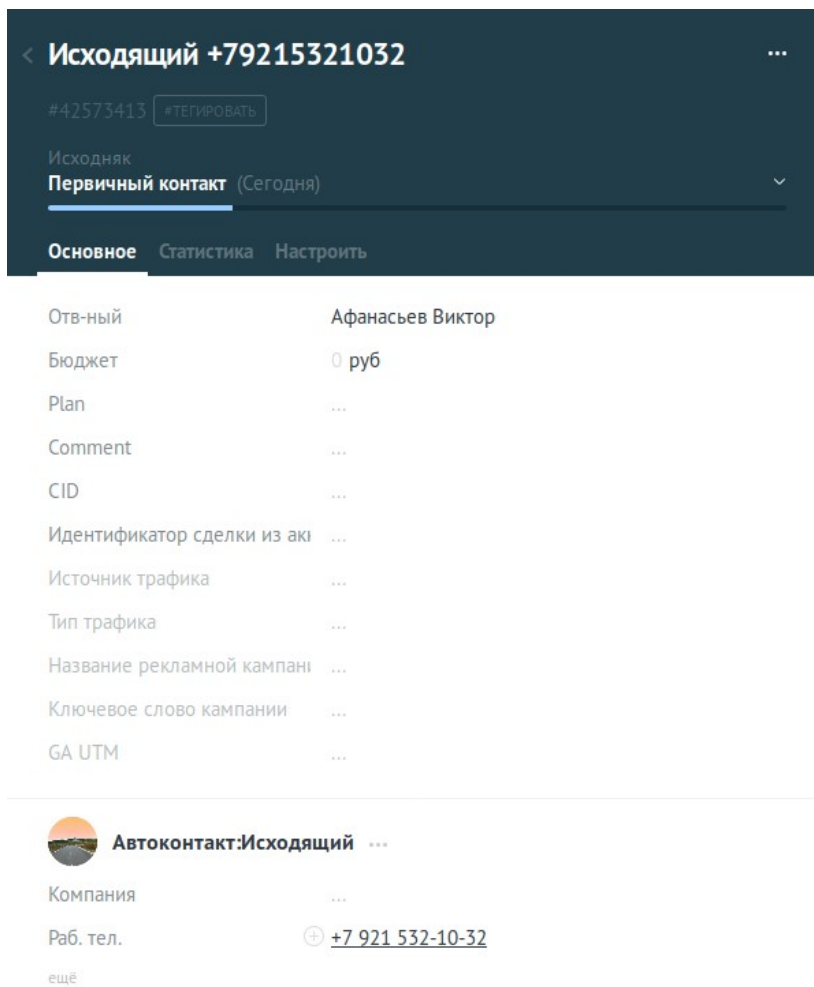 Исходящий +79215321032 ...
#42573413 #ТЕГИРОВАТЬ
Исходняк
Первичный контакт (Сегодня)
Основное Статистика Настроить
Отв-ный Афанасьев Виктор
Бюджет 0 руб
Plan ...
Comment ...
CID ...
Идентификатор сделки из акк ...
Источник трафика ...
Тип трафика ...
Название рекламной кампани ...
Ключевое слово кампании ...
GA UTM ...
Автоконтакт:Исходящий ...
Компания ...
Раб. тел. +7 921 532-10-32
ещё